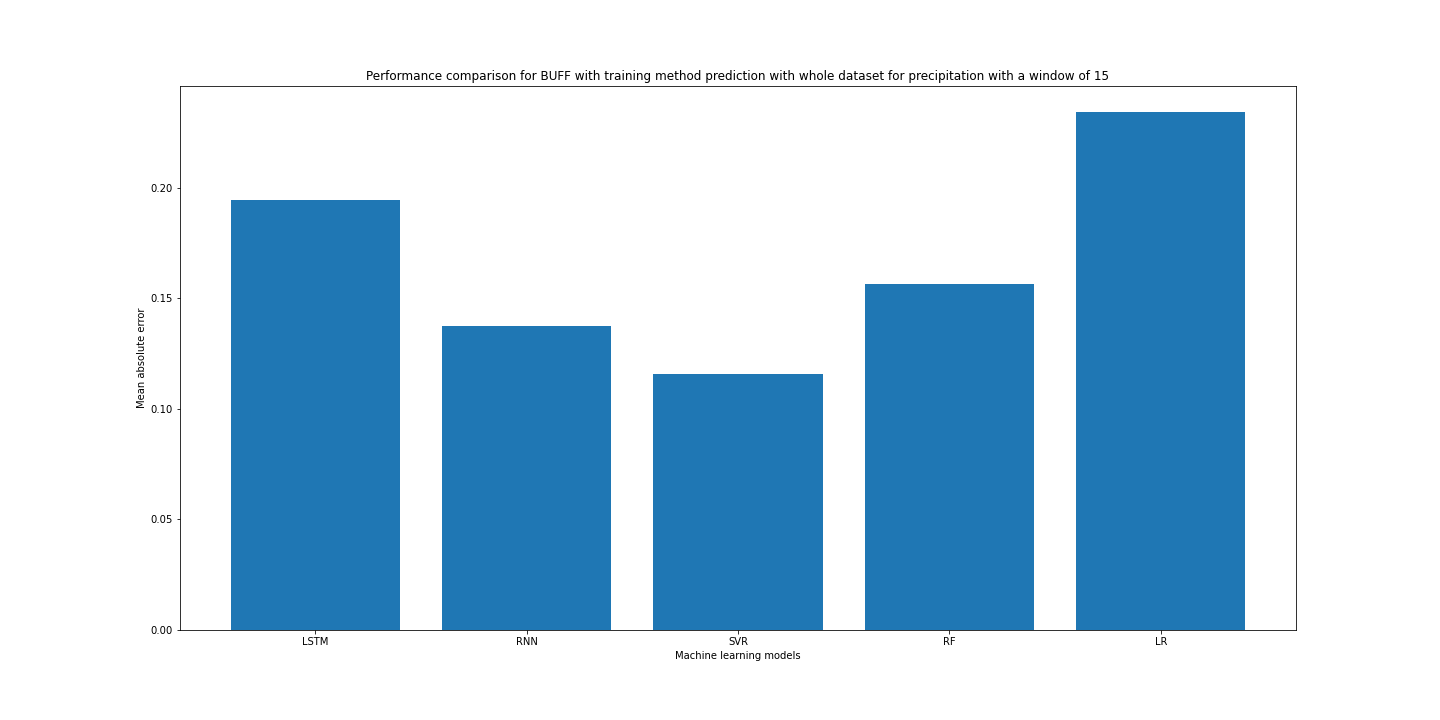 Performance comparison for BUFF with training method prediction with whole dataset for precipitation with a window of 15
Mean absolute error
0.20
0.15
0.10
0.05
0.00
LSTM RNN SVR RF LR
Machine learning models